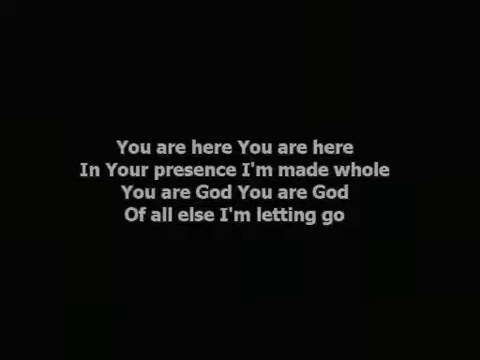 You are here You are here
In Your presence I'm made whole
You are God You are God
Of all else I'm letting go